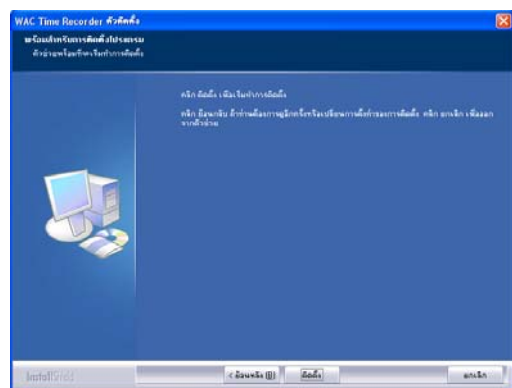 WAC Time Recorder ตัวติดตั้ง
พร้อมสำหรับการติดตั้งโปรแกรม
ตัวช่วยพร้อมที่จะเริ่มทำการติดตั้ง
คลิก ติดตั้ง เพื่อเริ่มทำการติดตั้ง
คลิก ย้อนกลับ ถ้าท่านต้องการดูอีกครั้งหรือเปลี่ยนการตั้งค่าของการติดตั้ง คลิก ยกเลิก เพื่อออก
จากตัวช่วย
InstallShield
< ย้อนหลัง (B)
ติดตั้ง
ยกเลิก